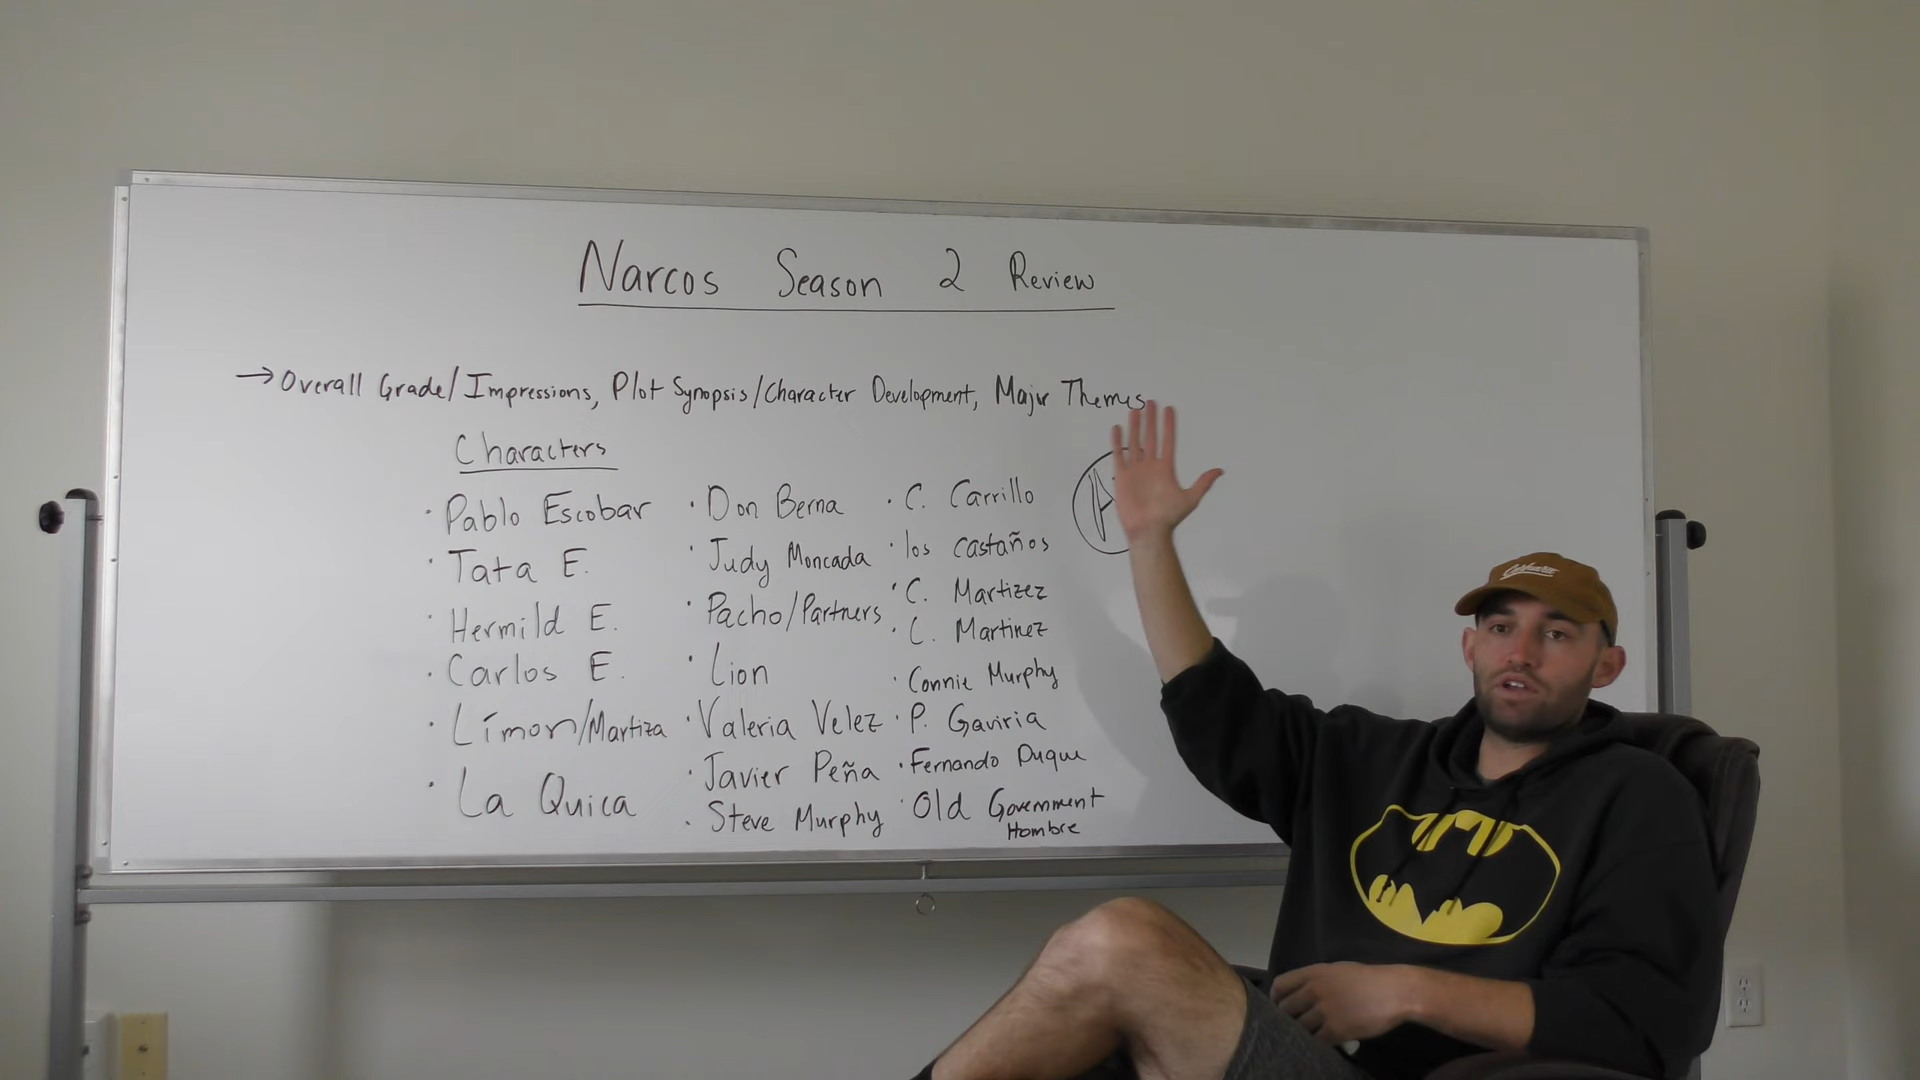 Narcos Season 2 Review
→ Overall Grade/Impressions, Plot Synopsis/Character Development, Major Themes
Characters
· Pablo Escobar
· Tata E.
· Hermild E.
· Carlos E.
· Limon/Martiza
· La Quica
· Don Berna
· Judy Moncada
· Pacho/Partners
· Lion
· Valeria Velez
· Javier Peña
· Steve Murphy
· C. Carrillo
· los castaños
· C. Martizez
· C. Martinez
· Connie Murphy
· P. Gaviria
· Fernando Duque
· Old Government
Hombre